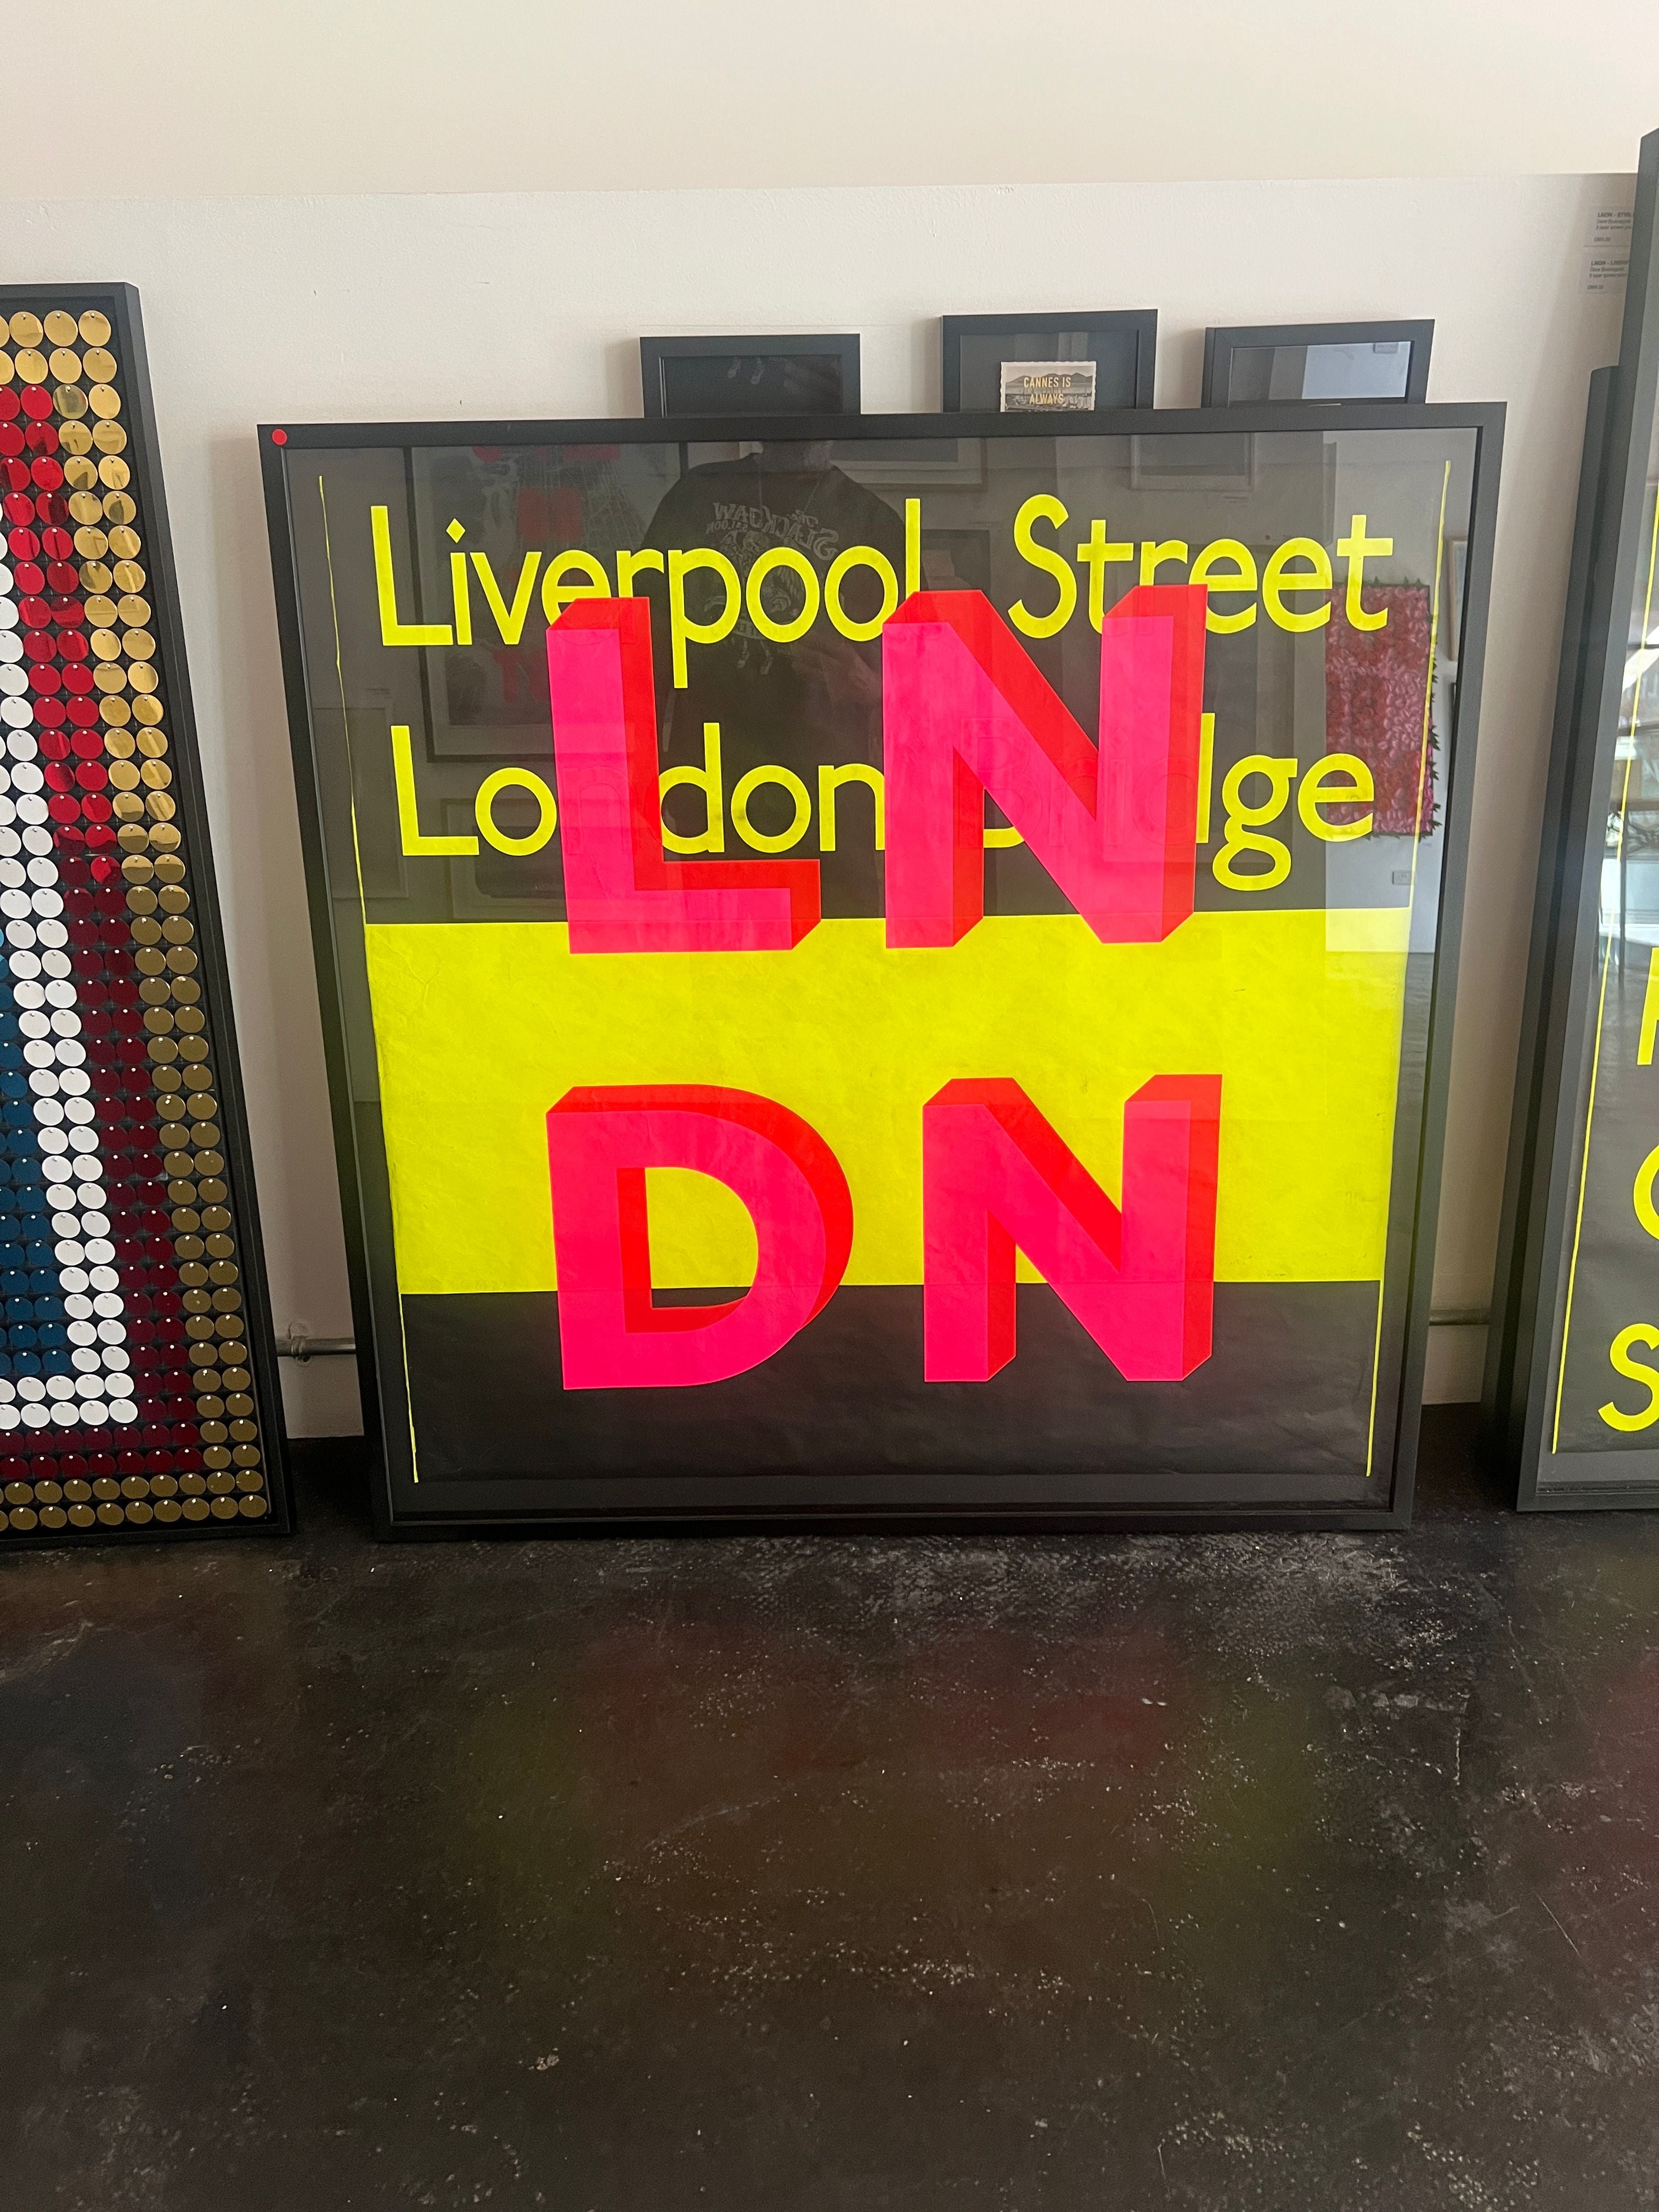 CANNES IS
ALWAYS
Liverpool Street
London Bridge
LN
DN